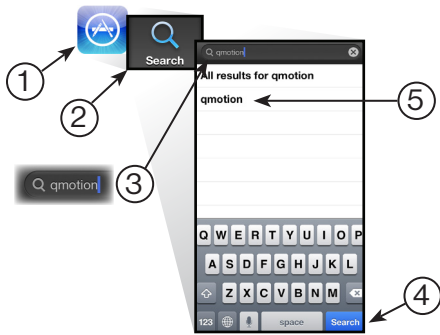 1
2
Search
qmotion
All results for qmotion
qmotion
5
qmotion
3
Q W E R T Y U I O P
A S D F G H J K L
Z X C V B N M
123 space Search
4